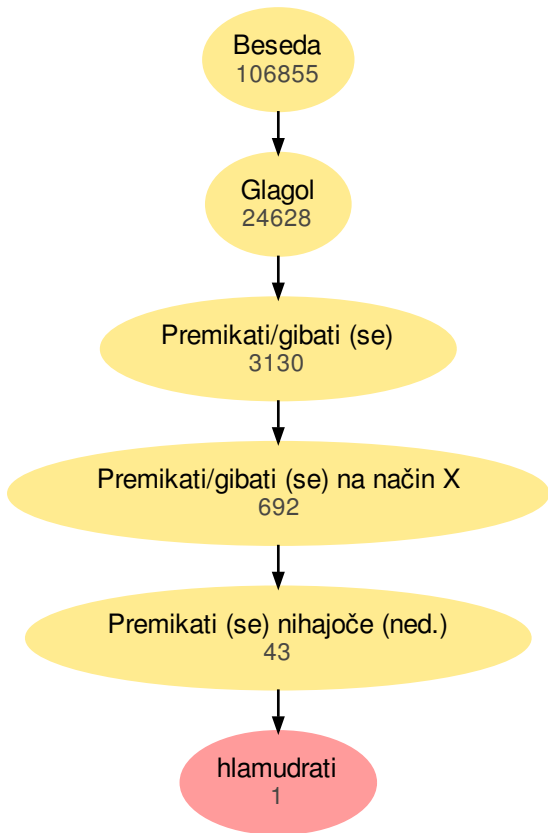 Beseda
106855
Glagol
24628
Premikati/gibati (se)
3130
Premikati/gibati (se) na način X
692
Premikati (se) nihajoče (ned.)
43
hlamudrati
1